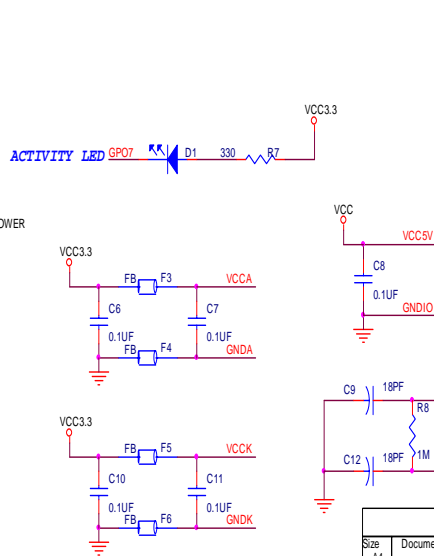 VCC3.3
ACTIVITY LED GPO7 D1 330 R7
OWER
VCC
VCC5V
VCC3.3
C8
FB F3 VCCA
0.1UF
C6 C7
GNDIO
0.1UF 0.1UF
FB F4 GNDA
C9 18PF
R8
VCC3.3
FB F5 VCCK
C12 18PF 1M
C10 C11
0.1UF 0.1UF
FB F6 GNDK
Size Docume